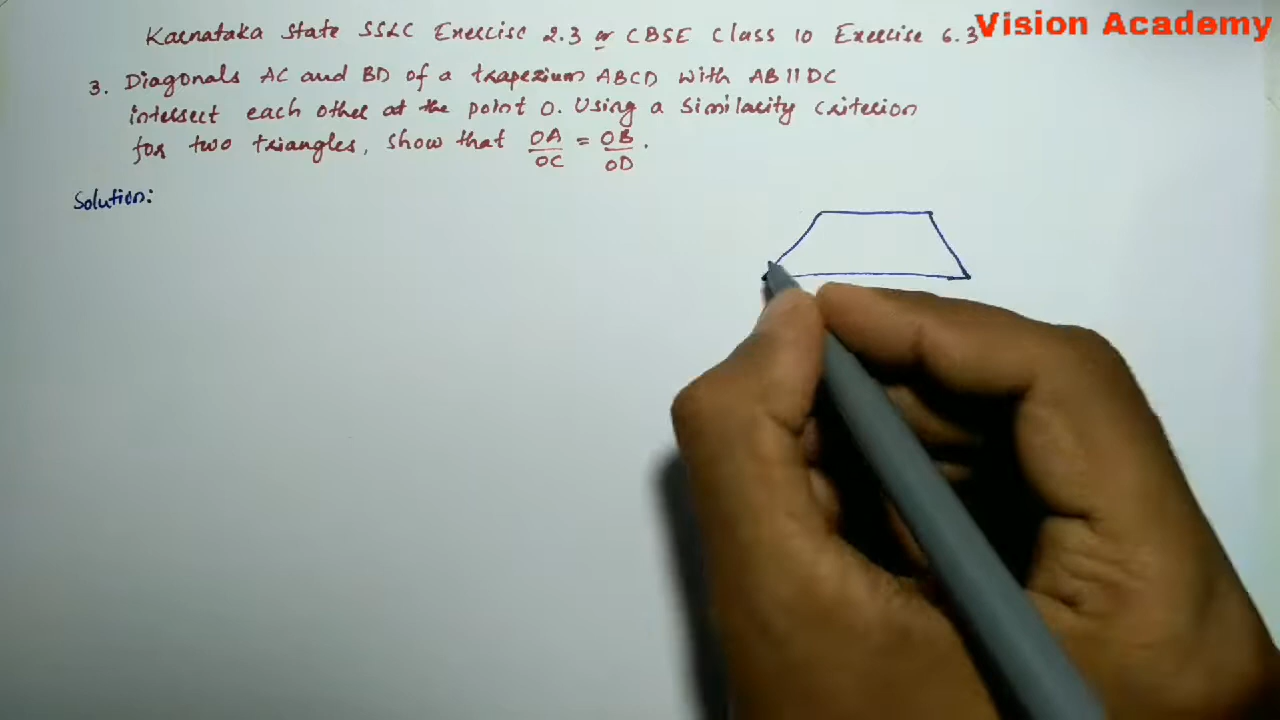 Karnataka State SSLC Exercise 2.3 or CBSE Class 10 Exercise 6.3
Vision Academy
3. Diagonals AC and BD of a trapezium ABCD with AB || DC
intersect each other at the point O. Using a similarity criterion
for two triangles, show that OA/OC = OB/OD.
Solution: